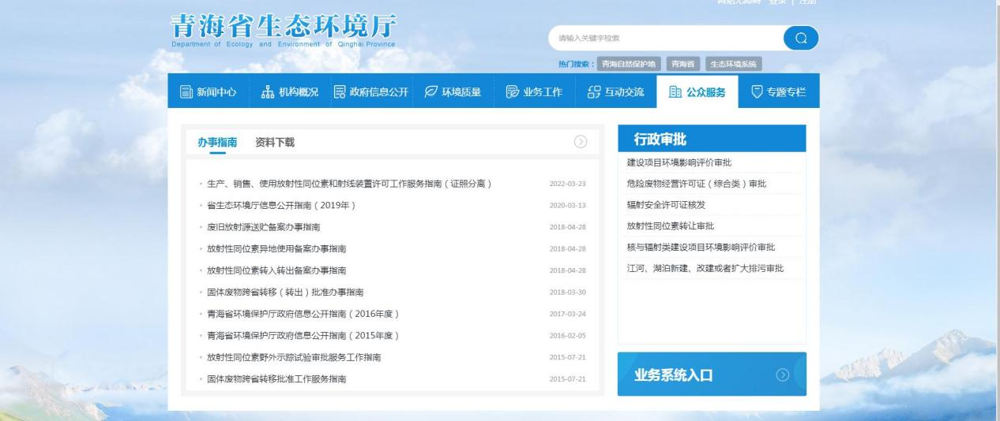 网站无障碍 登录 | 注册
青海省生态环境厅
Department of Ecology and Environment of Qinghai Province
请输入关键字检索
热门搜索： 青海自然保护地 青海省 生态环境系统
新闻中心 机构概况 政府信息公开 环境质量 业务工作 互动交流 公众服务 专题专栏
办事指南 资料下载
生产、销售、使用放射性同位素和射线装置许可工作服务指南（证照分离） 2022-03-23
省生态环境厅信息公开指南（2019年） 2020-03-13
废旧放射源送贮备案办事指南 2018-04-28
放射性同位素异地使用备案办事指南 2018-04-28
放射性同位素转入转出备案办事指南 2018-04-28
固体废物跨省转移（转出）批准办事指南 2018-03-30
青海省环境保护厅政府信息公开指南（2016年度） 2017-03-24
青海省环境保护厅政府信息公开指南（2015年度） 2016-02-05
放射性同位素野外示踪试验审批服务工作指南 2015-07-21
固体废物跨省转移批准工作服务指南 2015-07-21
行政审批
建设项目环境影响评价审批
危险废物经营许可证（综合类）审批
辐射安全许可证核发
放射性同位素转让审批
核与辐射类建设项目环境影响评价审批
江河、湖泊新建、改建或者扩大排污审批
业务系统入口